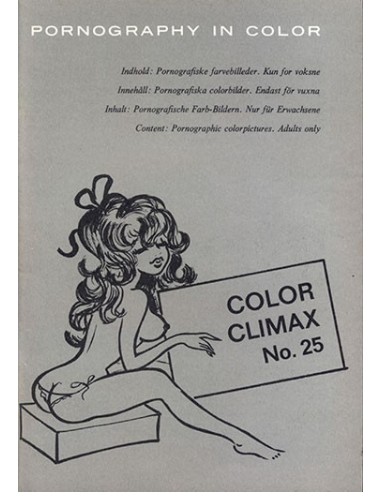 PORNOGRAPHY IN COLOR
Indhold: Pornografiske farvebilleder. Kun for voksne
Innehåll: Pornografiska colorbilder. Endast för vuxna
Inhalt: Pornografische Farb-Bildern. Nur für Erwachsene
Content: Pornographic colorpictures. Adults only
COLOR
CLIMAX
No. 25